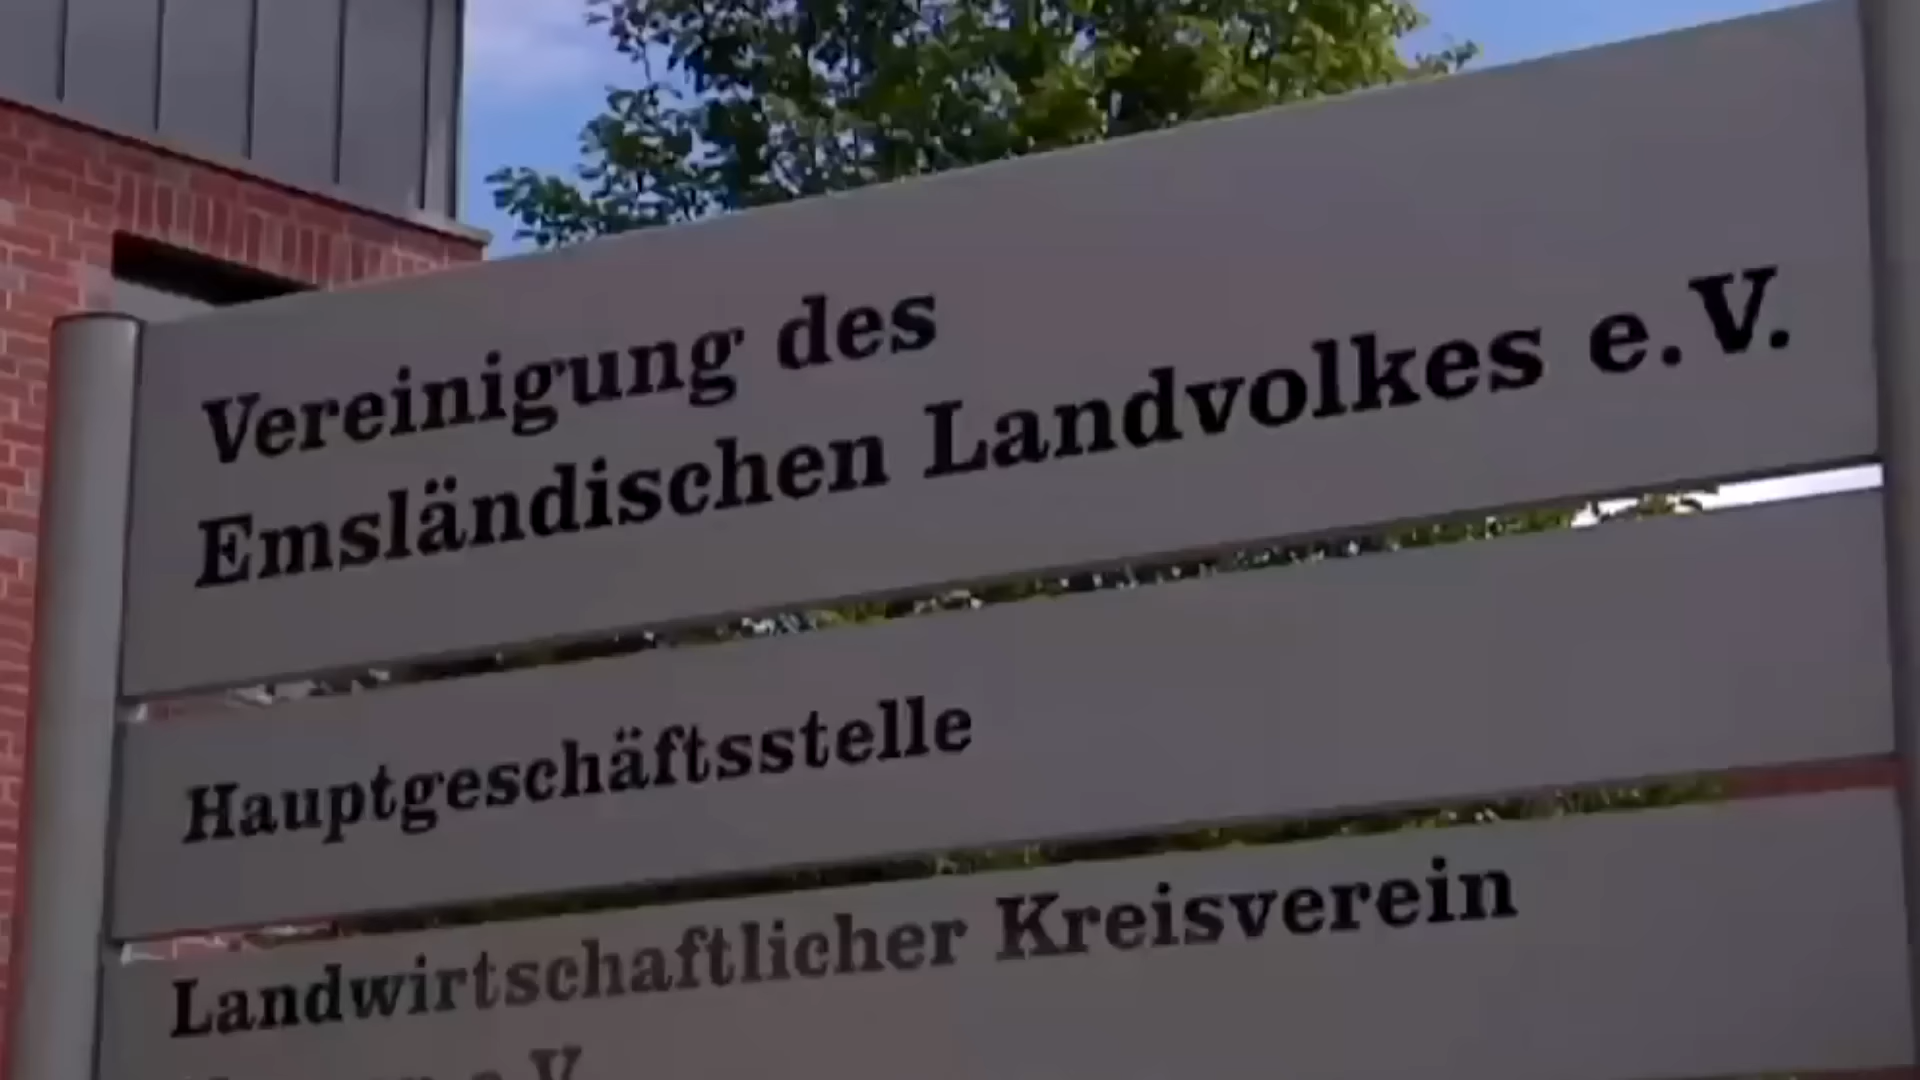 Vereinigung des
Emsländischen Landvolkes e.V.
Hauptgeschäftsstelle
Landwirtschaftlicher Kreisverein
e.V.